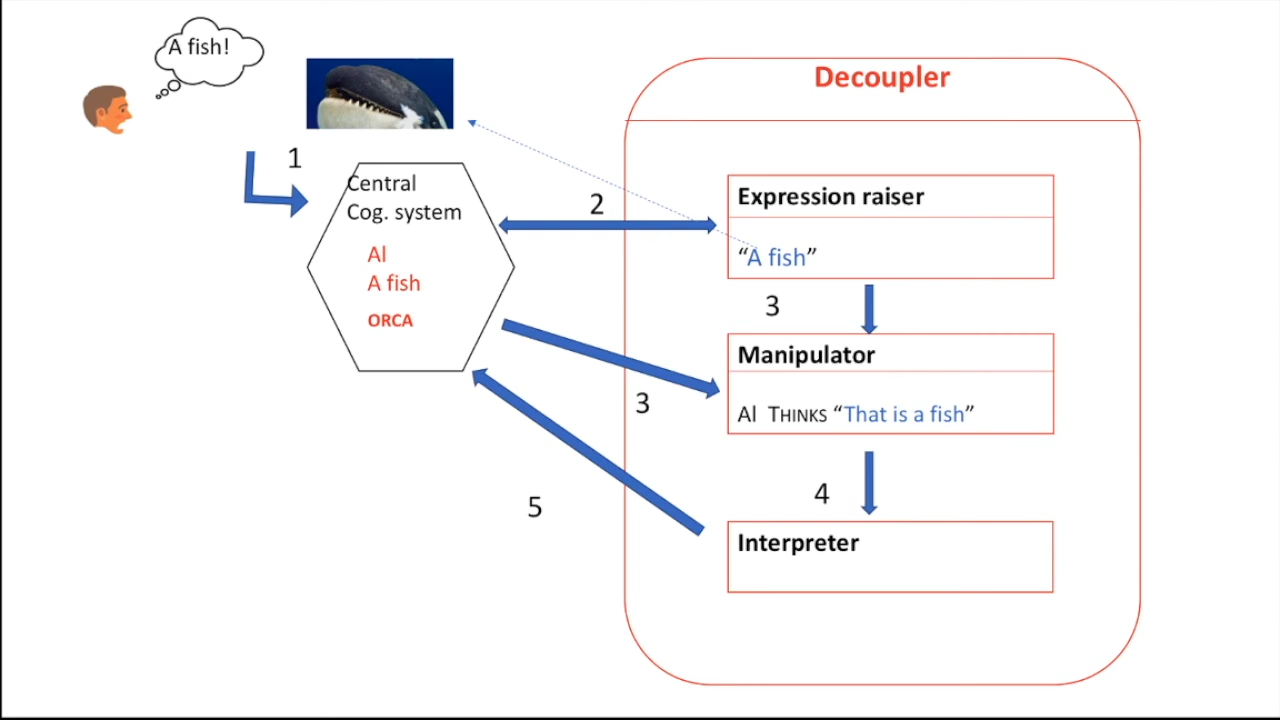 A fish!
Decoupler
1
Central
Cog. system
Al
A fish
ORCA
2
Expression raiser
“A fish”
3
Manipulator
Al THINKS “That is a fish”
3
4
5
Interpreter